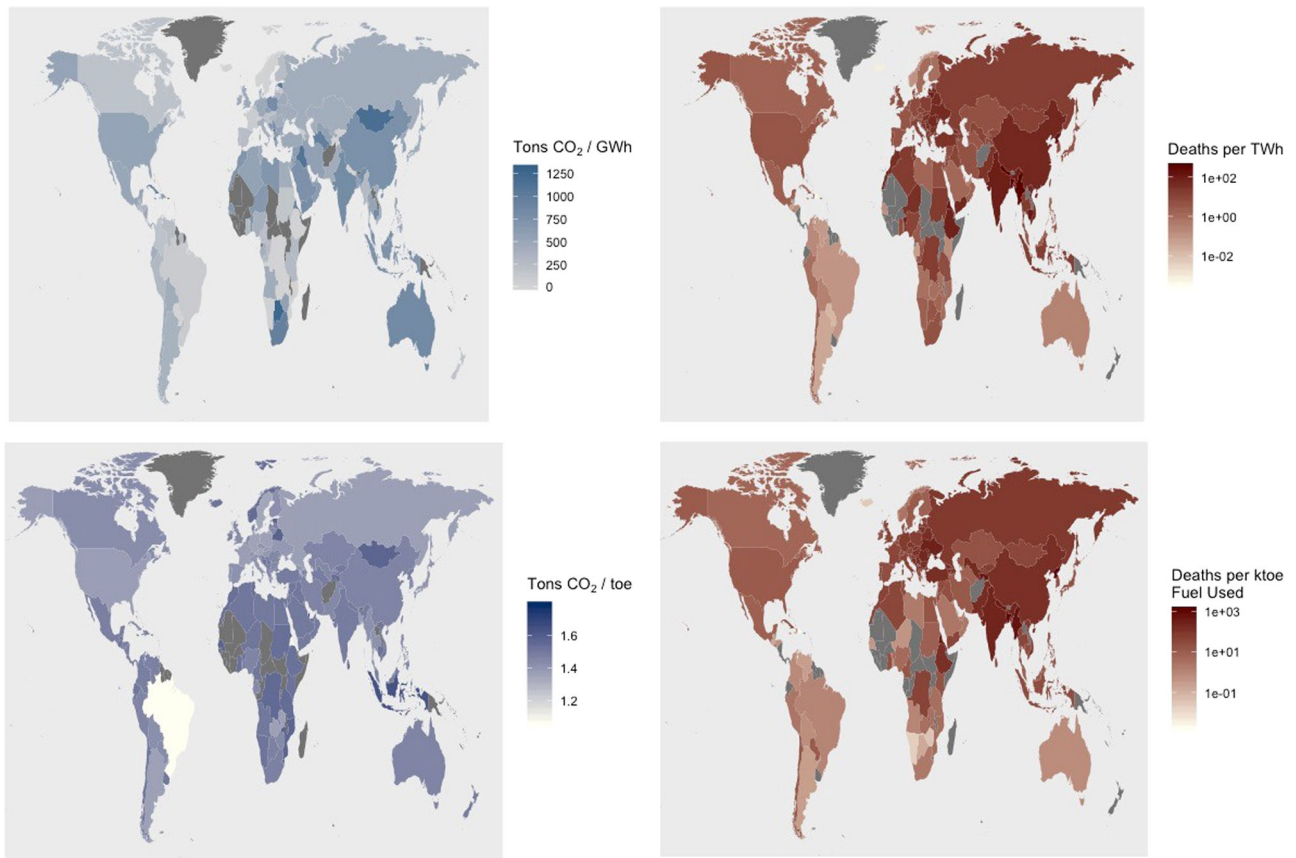 Tons CO₂ / GWh
1250
1000
750
500
250
0
Deaths per TWh
1e+02
1e+00
1e-02
Tons CO₂ / toe
1.6
1.4
1.2
Deaths per ktoe
Fuel Used
1e+03
1e+01
1e-01